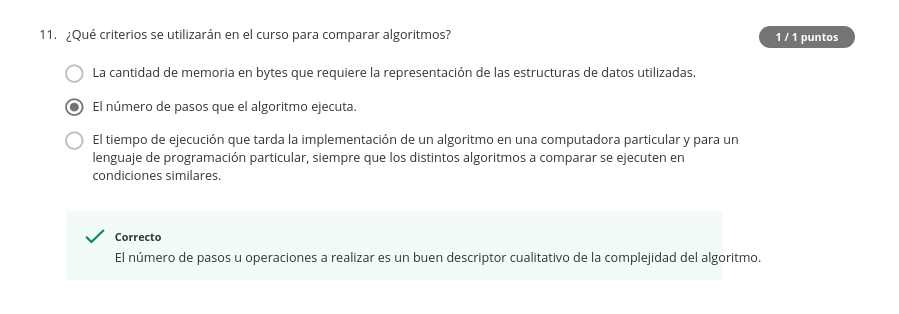 11. ¿Qué criterios se utilizarán en el curso para comparar algoritmos?
1 / 1 puntos
La cantidad de memoria en bytes que requiere la representación de las estructuras de datos utilizadas.
El número de pasos que el algoritmo ejecuta.
El tiempo de ejecución que tarda la implementación de un algoritmo en una computadora particular y para un
lenguaje de programación particular, siempre que los distintos algoritmos a comparar se ejecuten en
condiciones similares.
Correcto
El número de pasos u operaciones a realizar es un buen descriptor cualitativo de la complejidad del algoritmo.